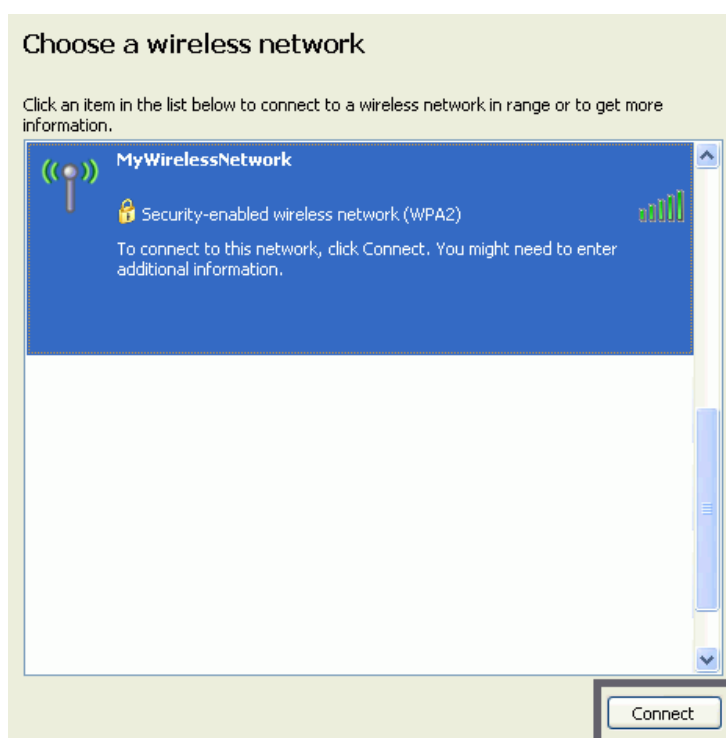 Choose a wireless network
Click an item in the list below to connect to a wireless network in range or to get more
information.
MyWirelessNetwork
Security-enabled wireless network (WPA2)
To connect to this network, click Connect. You might need to enter
additional information.
Connect